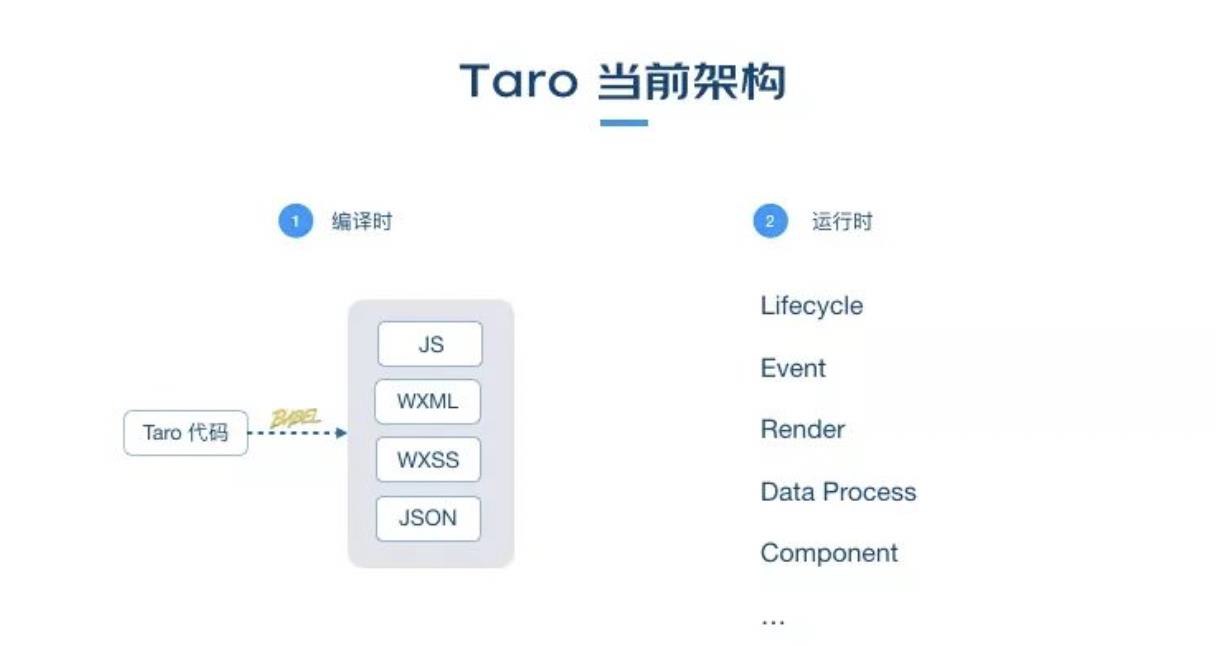 Taro 当前架构
1 编译时
JS
WXML
Taro 代码
BABEL
WXSS
JSON
2 运行时
Lifecycle
Event
Render
Data Process
Component
...